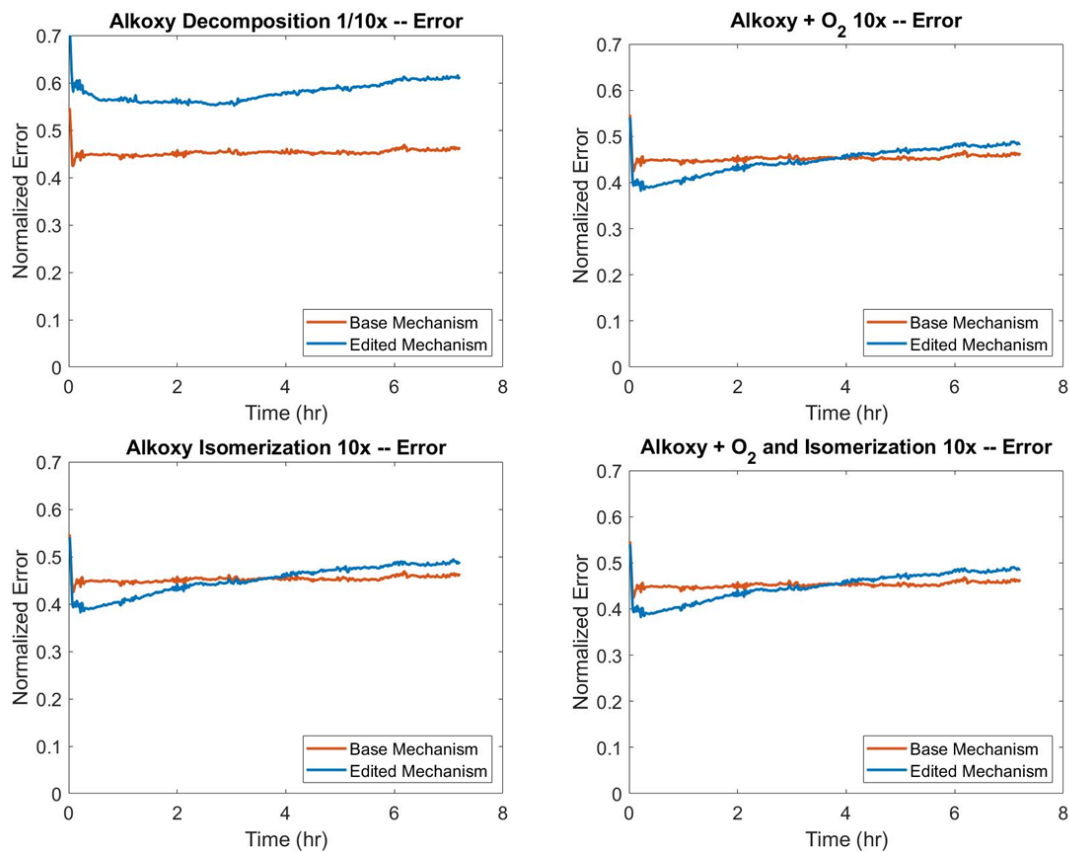 Alkoxy Decomposition 1/10x -- Error
0.7
0.6
0.5
0.4
0.3
0.2
0.1
0
Normalized Error
Base Mechanism
Edited Mechanism
0 2 4 6 8
Time (hr)
Alkoxy + O2 10x -- Error
0.7
0.6
0.5
0.4
0.3
0.2
0.1
0
Normalized Error
Base Mechanism
Edited Mechanism
0 2 4 6 8
Time (hr)
Alkoxy Isomerization 10x -- Error
0.7
0.6
0.5
0.4
0.3
0.2
0.1
0
Normalized Error
Base Mechanism
Edited Mechanism
0 2 4 6 8
Time (hr)
Alkoxy + O2 and Isomerization 10x -- Error
0.7
0.6
0.5
0.4
0.3
0.2
0.1
0
Normalized Error
Base Mechanism
Edited Mechanism
0 2 4 6 8
Time (hr)